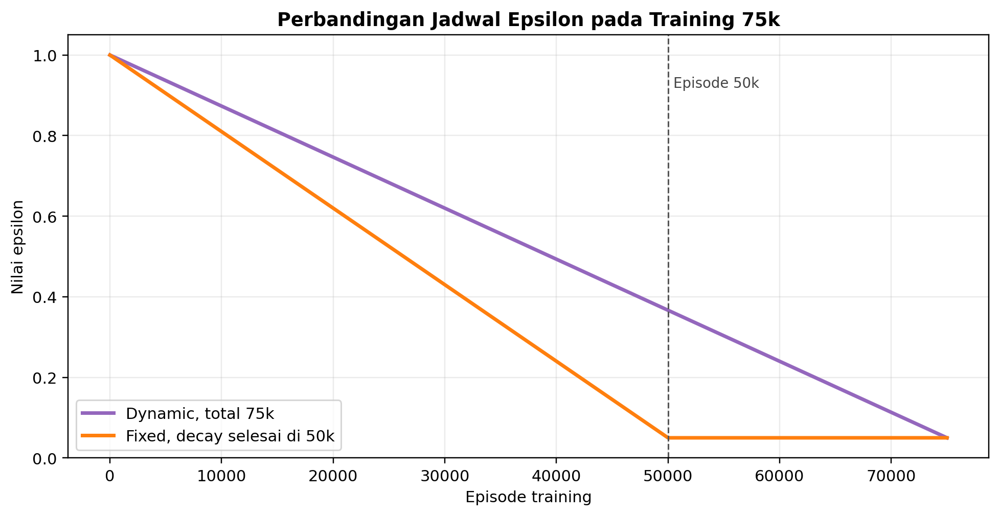 Perbandingan Jadwal Epsilon pada Training 75k
Nilai epsilon
1.0
0.8
0.6
0.4
0.2
0.0
Episode 50k
Dynamic, total 75k
Fixed, decay selesai di 50k
0 10000 20000 30000 40000 50000 60000 70000
Episode training